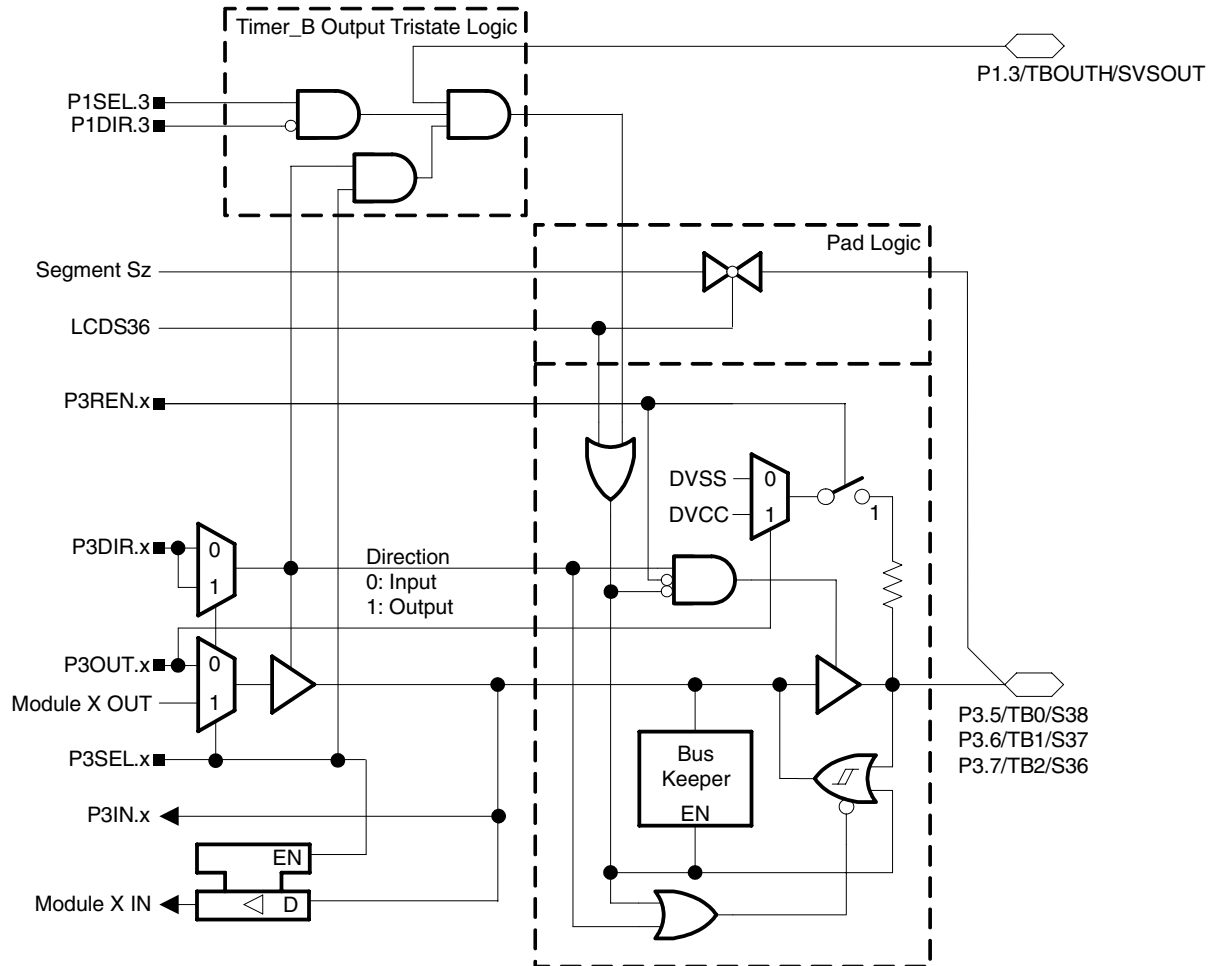 Timer_B Output Tristate Logic
P1.3/TBOUTH/SVSOUT
P1SEL.3
P1DIR.3
Pad Logic
Segment Sz
LCDS36
P3REN.x
DVSS
0
DVCC
1
1
P3DIR.x
0
1
Direction
0: Input
1: Output
P3OUT.x
0
Module X OUT
1
P3SEL.x
P3.5/TB0/S38
P3.6/TB1/S37
P3.7/TB2/S36
Bus
Keeper
EN
P3IN.x
EN
Module X IN
D